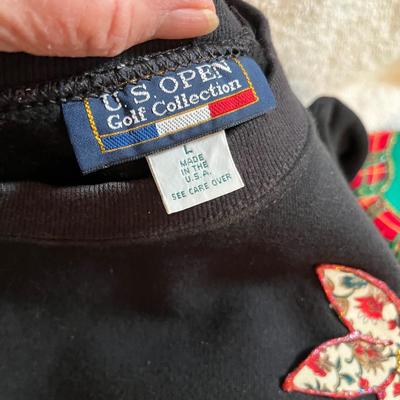 U.S OPEN
Golf Collection
L
MADE
IN THE
U.S.A.
SEE CARE OVER